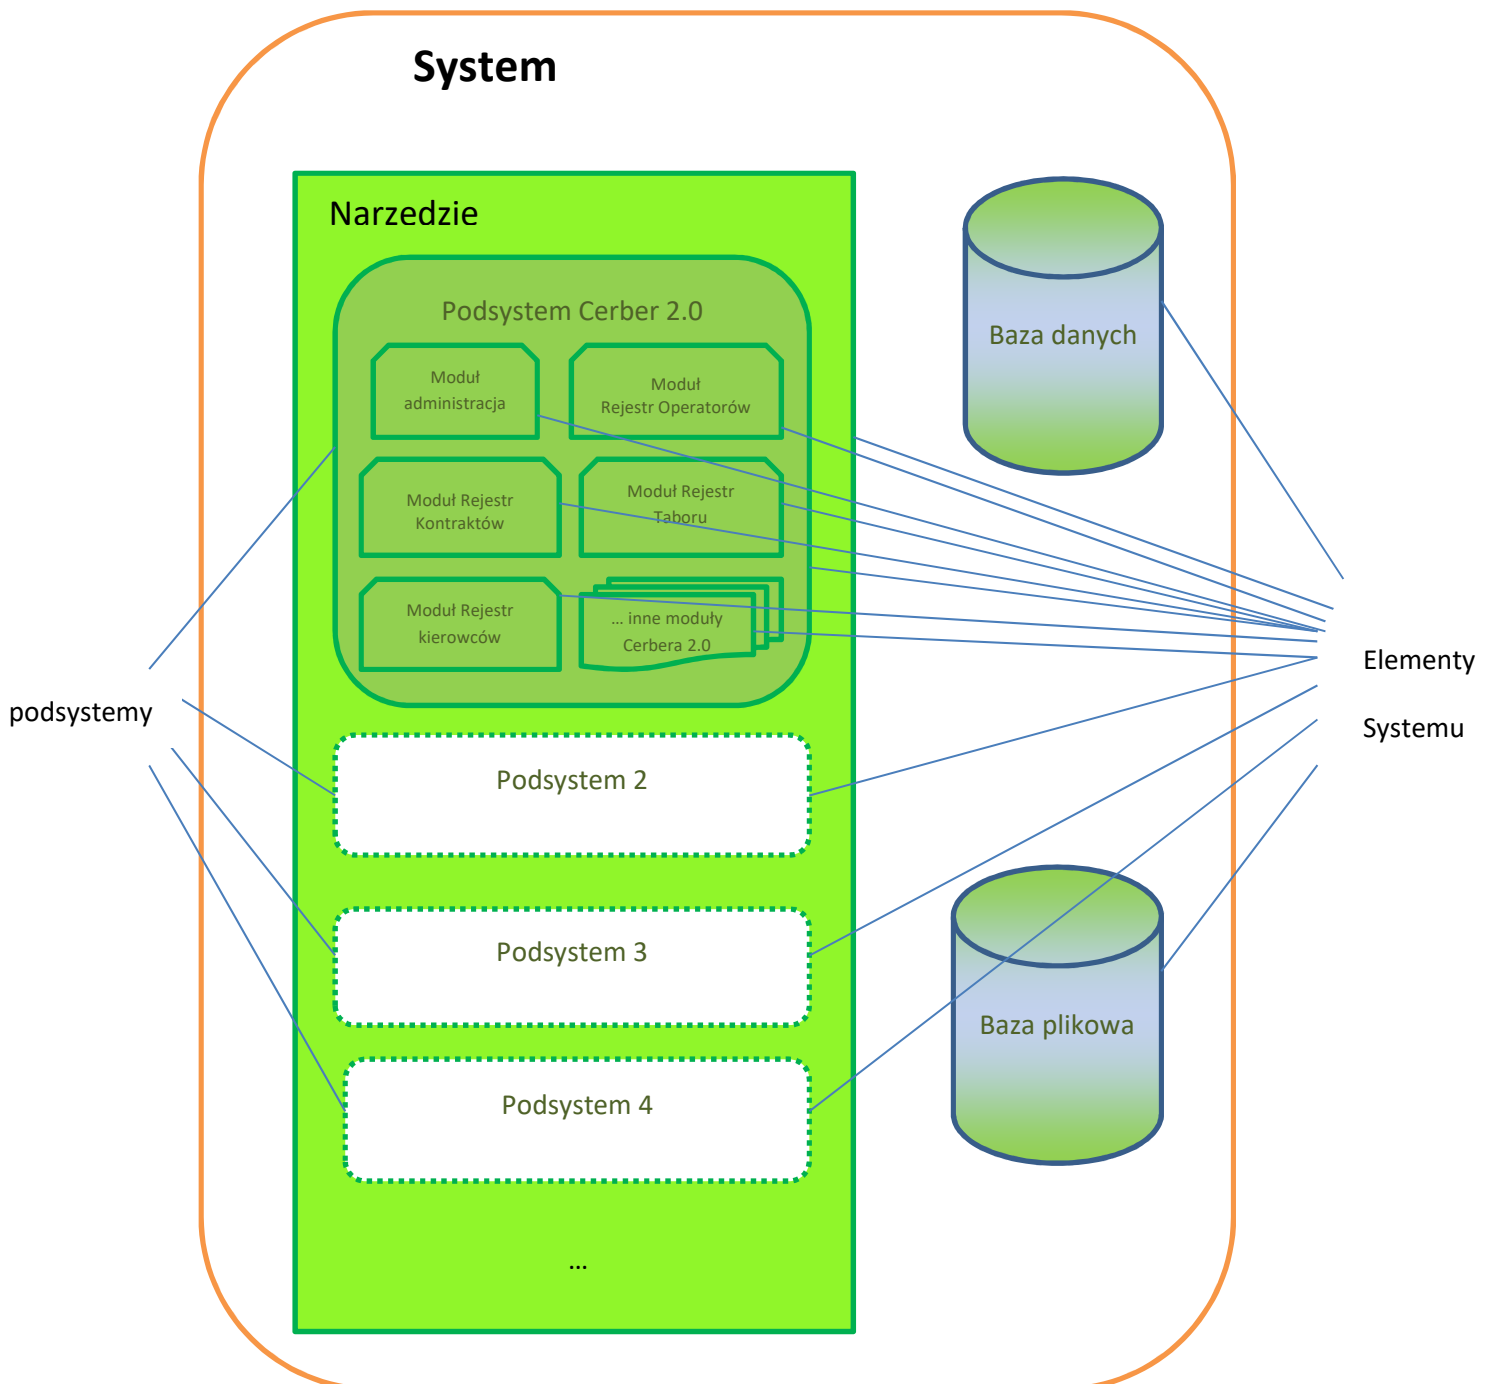 System
Narzedzie
Podsystem Cerber 2.0
Moduł
administracja
Moduł
Rejestr Operatorów
Moduł Rejestr
Kontraktów
Moduł Rejestr
Taboru
Moduł Rejestr
kierowców
... inne moduły
Cerbera 2.0
Podsystem 2
Podsystem 3
Podsystem 4
...
Baza danych
Baza plikowa
podsystemy
Elementy
Systemu